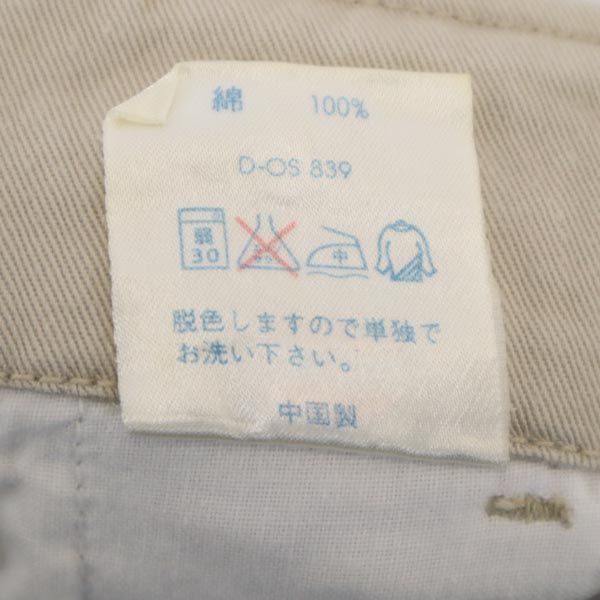 綿 100%
D-OS 839
弱 30 中
脱色しますので単独で
お洗い下さい。
中国製